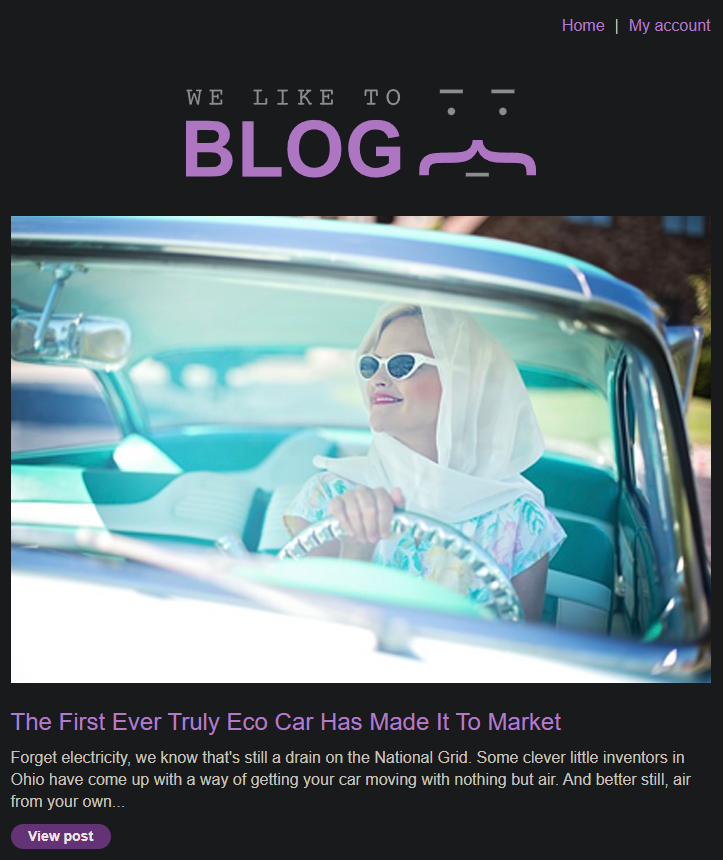 Home | My account
WE LIKE TO
BLOG
The First Ever Truly Eco Car Has Made It To Market
Forget electricity, we know that's still a drain on the National Grid. Some clever little inventors in
Ohio have come up with a way of getting your car moving with nothing but air. And better still, air
from your own...
View post